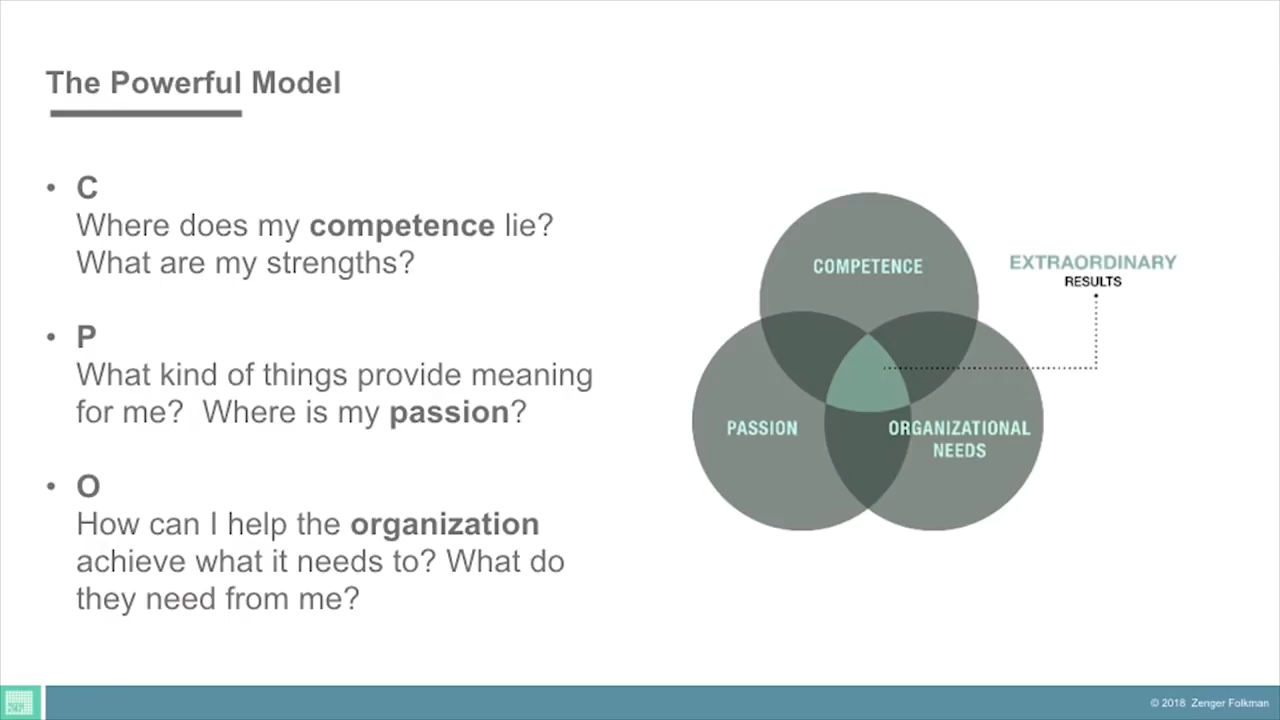 The Powerful Model
• C
Where does my competence lie?
What are my strengths?
• P
What kind of things provide meaning
for me?  Where is my passion?
• O
How can I help the organization
achieve what it needs to? What do
they need from me?
COMPETENCE
EXTRAORDINARY
RESULTS
PASSION
ORGANIZATIONAL
NEEDS
© 2018 Zenger Folkman